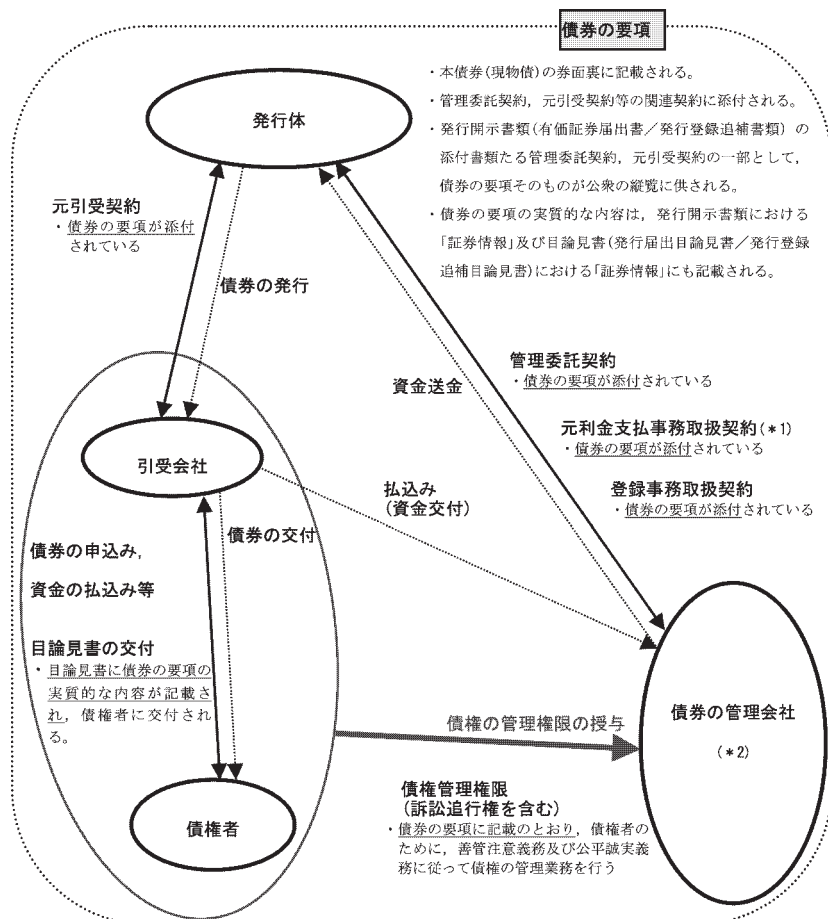 債券の要項
・本債券(現物債)の券面裏に記載される。
・管理委託契約，元引受契約等の関連契約に添付される。
・発行開示書類(有価証券届出書／発行登録追補書類）の
添付書類たる管理委託契約，元引受契約の一部として，
債券の要項そのものが公衆の縦覧に供される。
・債券の要項の実質的な内容は，発行開示書類における
「証券情報」及び目論見書(発行届出目論見書／発行登録
追補目論見書)における「証券情報」にも記載される。
発行体
元引受契約
・債券の要項が添付
されている
債券の発行
管理委託契約
・債券の要項が添付されている
資金送金
元利金支払事務取扱契約(*1)
・債券の要項が添付されている
登録事務取扱契約
・債券の要項が添付されている
引受会社
払込み
(資金交付)
債券の交付
債券の申込み,
資金の払込み等
目論見書の交付
・目論見書に債券の要項の
実質的な内容が記載さ
れ，債権者に交付され
る。
債権の管理権限の授与
債券の管理会社
(*2)
債権管理権限
(訴訟追行権を含む)
・債券の要項に記載のとおり，債権者の
ために，善管注意義務及び公平誠実義
務に従って債権の管理業務を行う
債権者